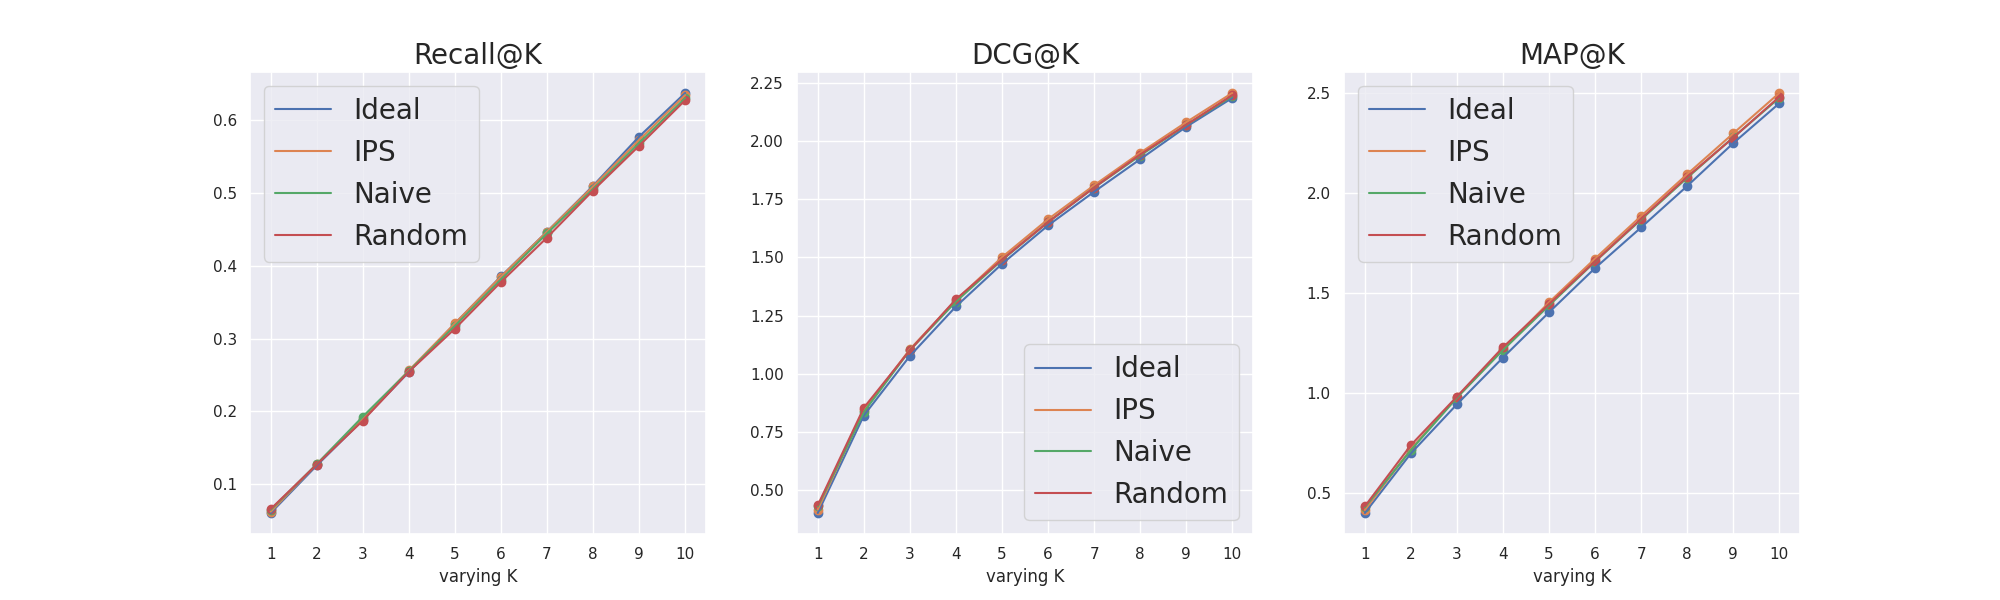 Recall@K
0.6
0.5
0.4
0.3
0.2
0.1
Ideal
IPS
Naive
Random
1 2 3 4 5 6 7 8 9 10
varying K
DCG@K
2.25
2.00
1.75
1.50
1.25
1.00
0.75
0.50
Ideal
IPS
Naive
Random
1 2 3 4 5 6 7 8 9 10
varying K
MAP@K
2.5
2.0
1.5
1.0
0.5
Ideal
IPS
Naive
Random
1 2 3 4 5 6 7 8 9 10
varying K